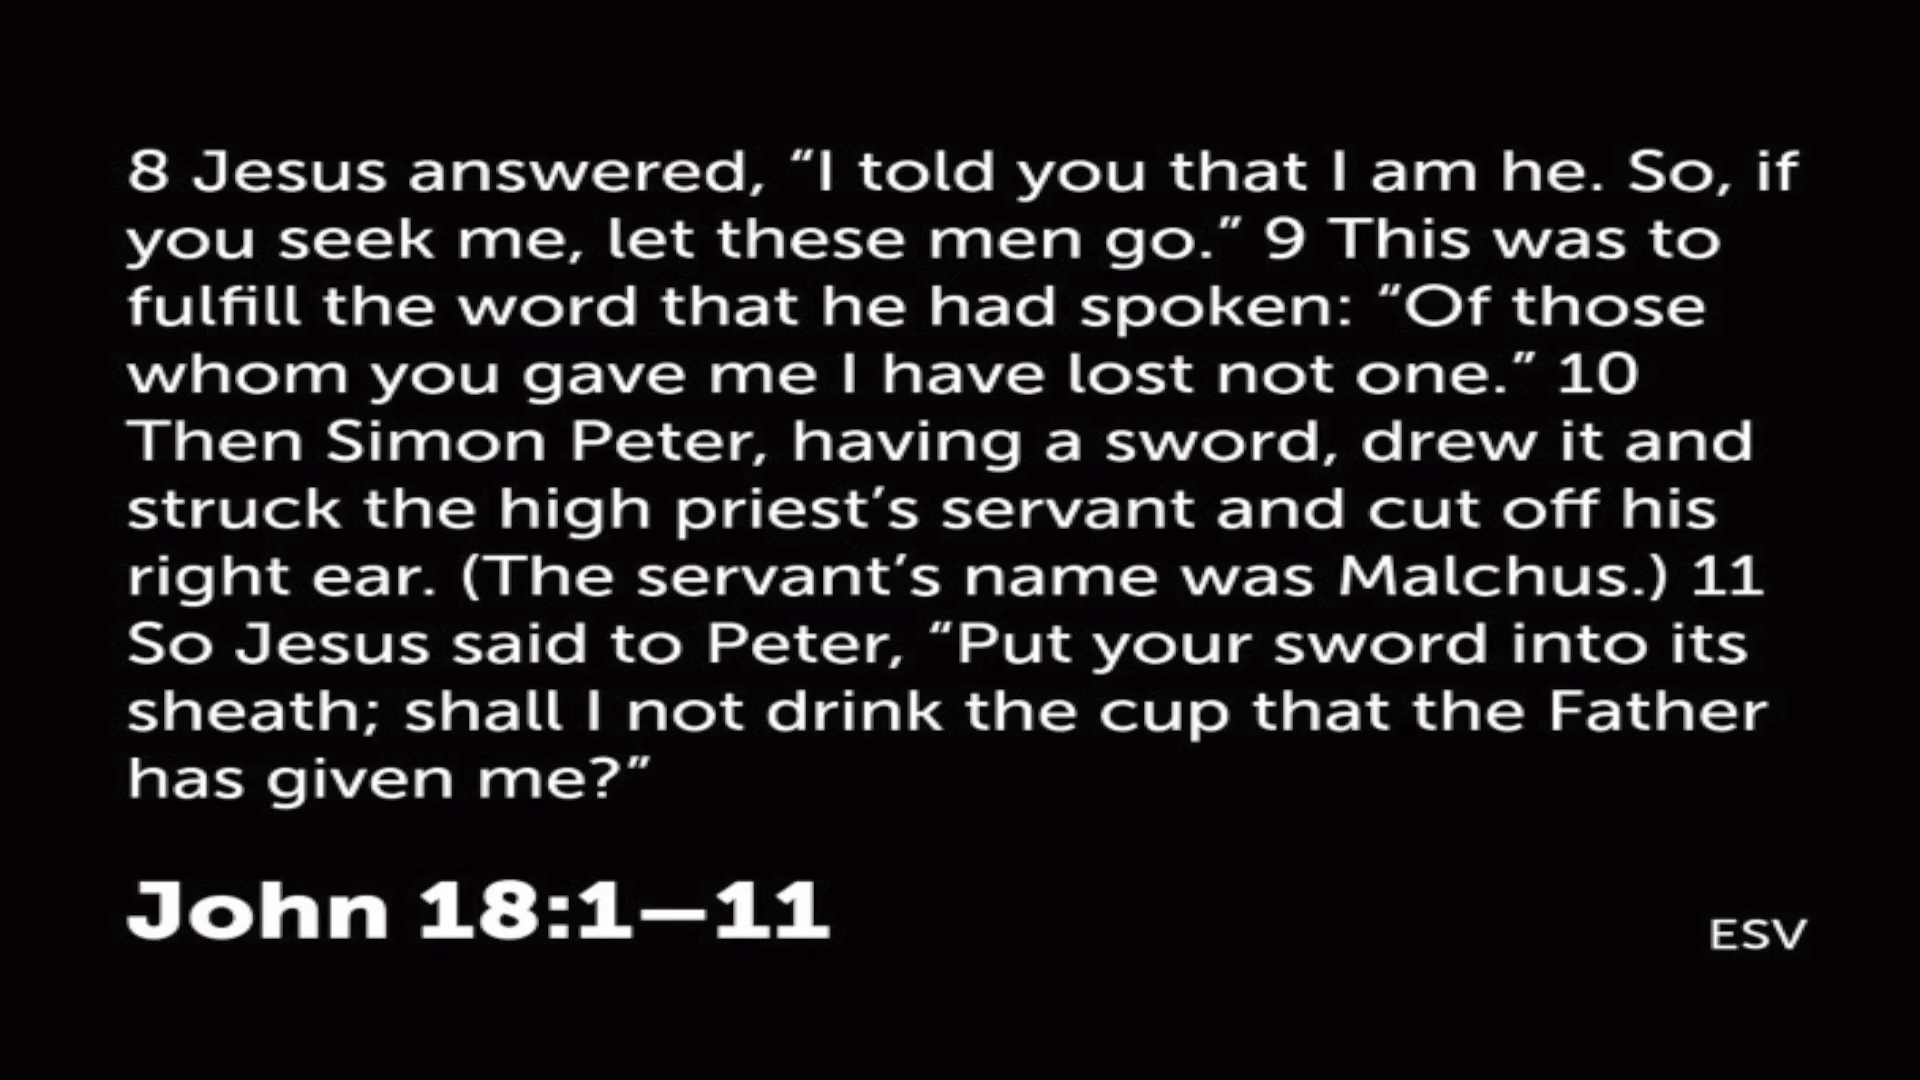 8 Jesus answered, “I told you that I am he. So, if
you seek me, let these men go.” 9 This was to
fulfill the word that he had spoken: “Of those
whom you gave me I have lost not one.” 10
Then Simon Peter, having a sword, drew it and
struck the high priest’s servant and cut off his
right ear. (The servant’s name was Malchus.) 11
So Jesus said to Peter, “Put your sword into its
sheath; shall I not drink the cup that the Father
has given me?”
John 18:1–11
ESV